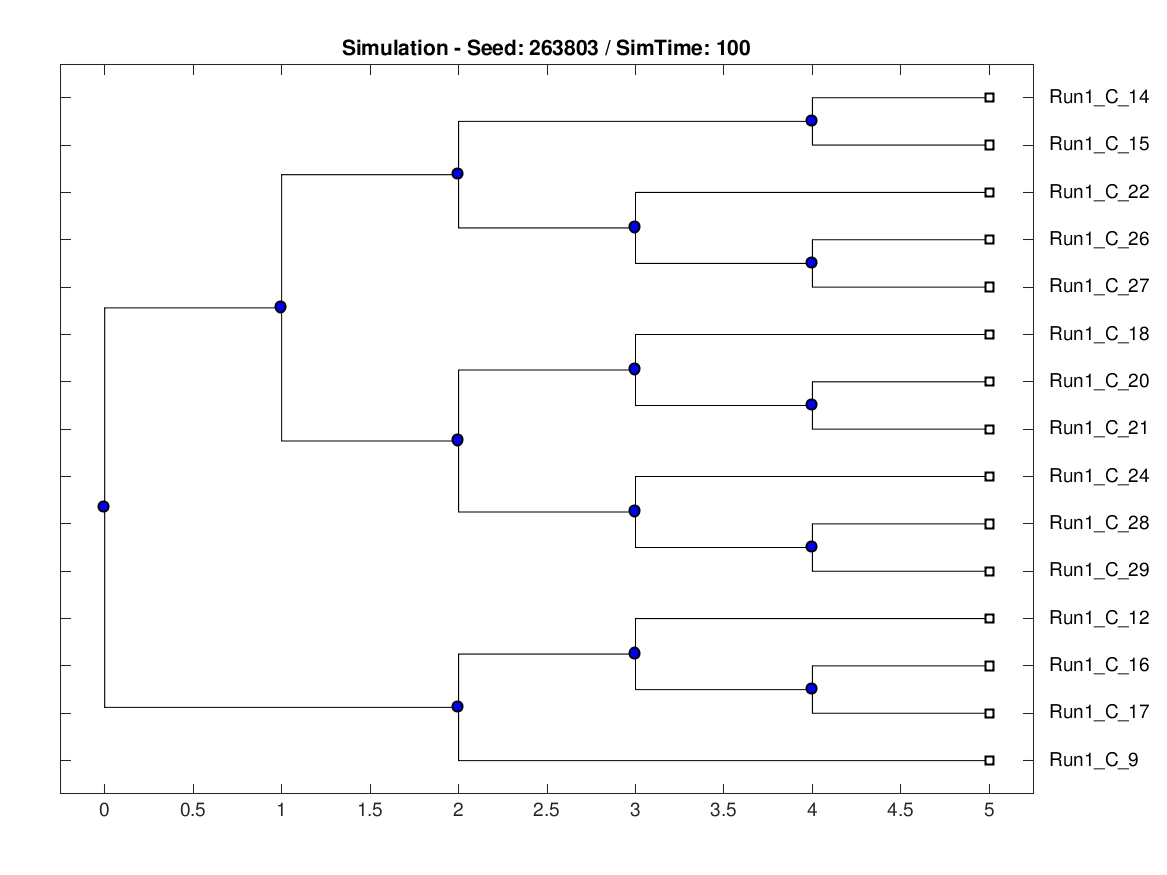 Simulation - Seed: 263803 / SimTime: 100
Run1_C_14
Run1_C_15
Run1_C_22
Run1_C_26
Run1_C_27
Run1_C_18
Run1_C_20
Run1_C_21
Run1_C_24
Run1_C_28
Run1_C_29
Run1_C_12
Run1_C_16
Run1_C_17
Run1_C_9
0 0.5 1 1.5 2 2.5 3 3.5 4 4.5 5